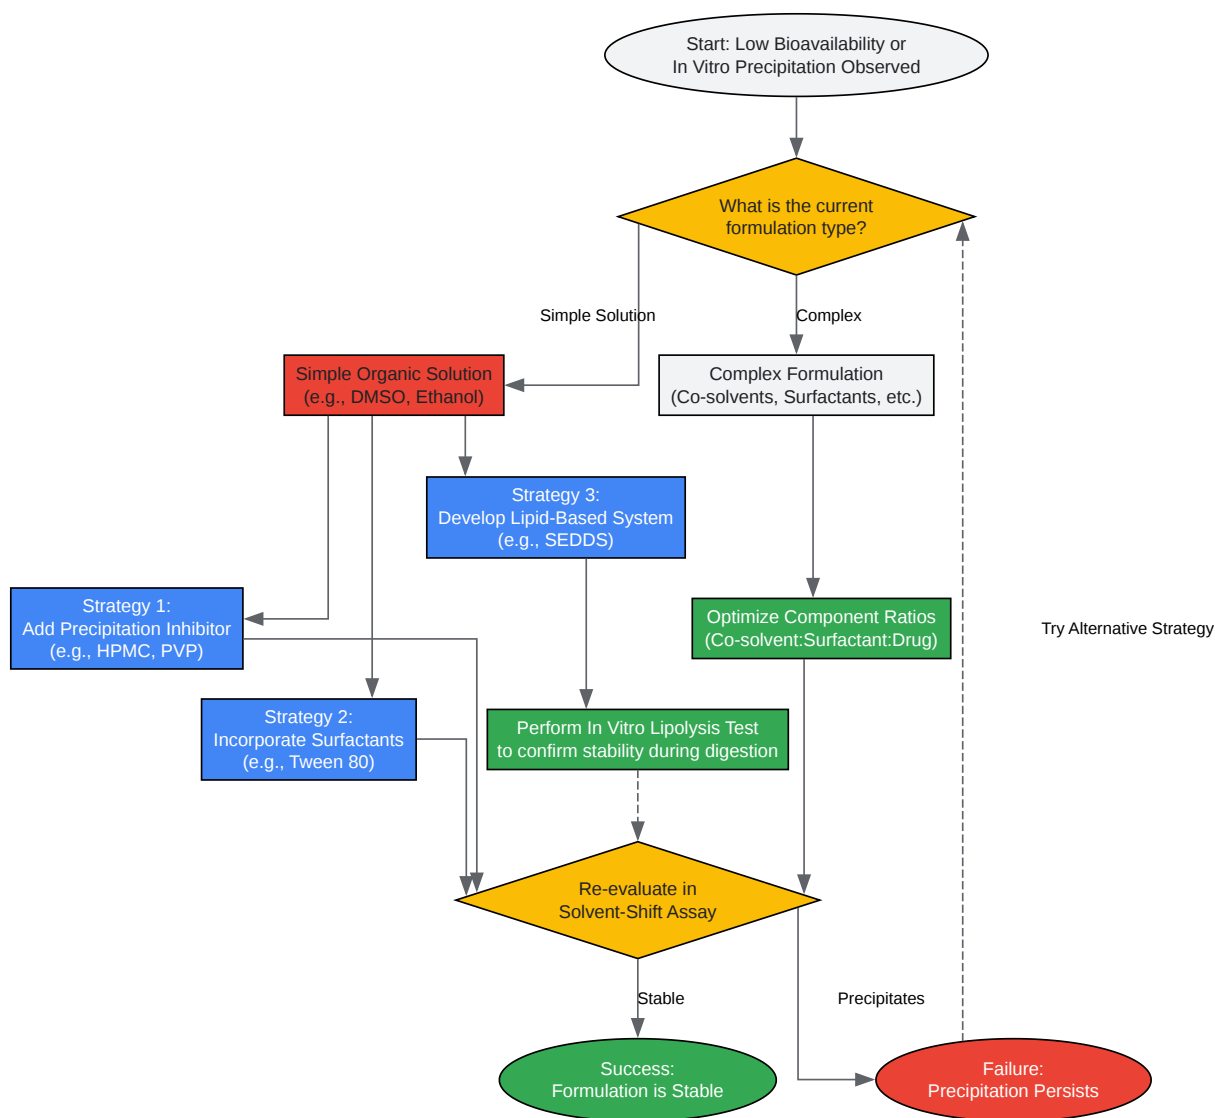 Start: Low Bioavailability or
In Vitro Precipitation Observed
What is the current
formulation type?
Simple Solution
Complex
Simple Organic Solution
(e.g., DMSO, Ethanol)
Complex Formulation
(Co-solvents, Surfactants, etc.)
Strategy 3:
Develop Lipid-Based System
(e.g., SEDDS)
Strategy 1:
Add Precipitation Inhibitor
(e.g., HPMC, PVP)
Optimize Component Ratios
(Co-solvent:Surfactant:Drug)
Try Alternative Strategy
Strategy 2:
Incorporate Surfactants
(e.g., Tween 80)
Perform In Vitro Lipolysis Test
to confirm stability during digestion
Re-evaluate in
Solvent-Shift Assay
Stable
Precipitates
Success:
Formulation is Stable
Failure:
Precipitation Persists